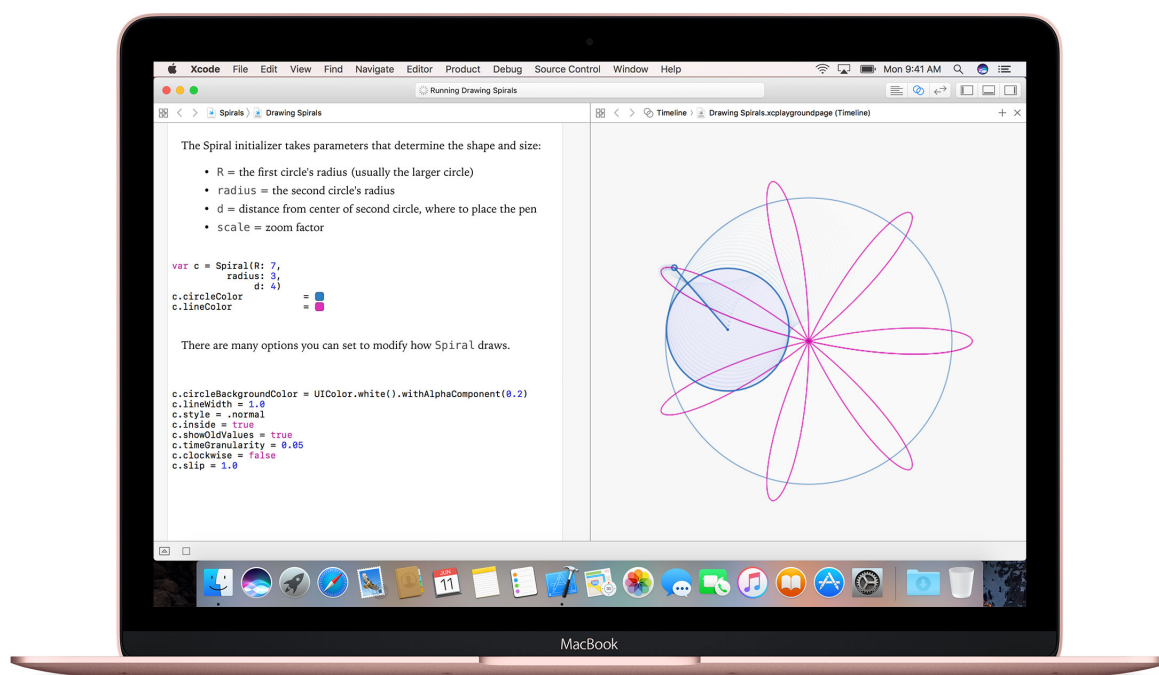 Xcode File Edit View Find Navigate Editor Product Debug Source Control Window Help Mon 9:41 AM
Running Drawing Spirals
Spirals Drawing Spirals
Timeline Drawing Spirals.xcplaygroundpage (Timeline)
The Spiral initializer takes parameters that determine the shape and size:
• R = the first circle's radius (usually the larger circle)
• radius = the second circle's radius
• d = distance from center of second circle, where to place the pen
• scale = zoom factor
var c = Spiral(R: 7,
radius: 3,
d: 4)
c.circleColor =
c.lineColor =
There are many options you can set to modify how Spiral draws.
c.circleBackgroundColor = UIColor.white().withAlphaComponent(0.2)
c.lineWidth = 1.0
c.style = .normal
c.inside = true
c.showOldValues = true
c.timeGranularity = 0.05
c.clockwise = false
c.slip = 1.0
JUN
11
MacBook